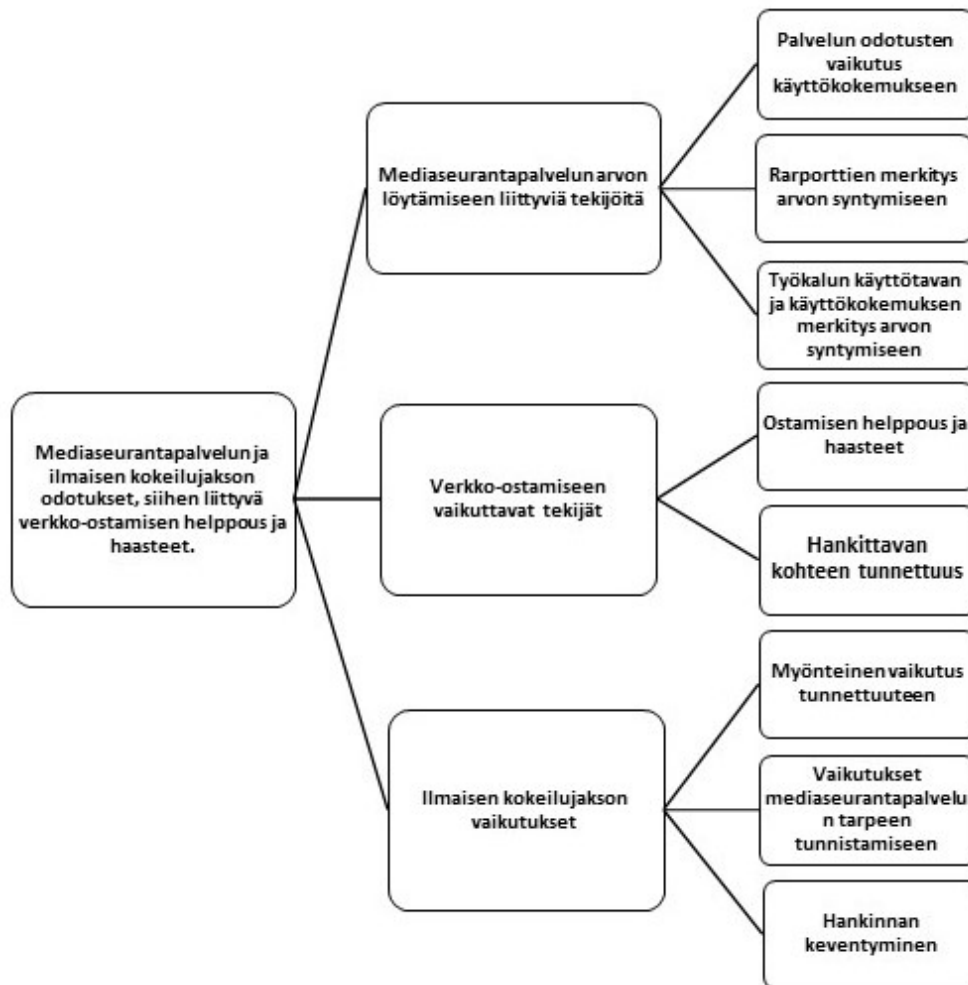 Palvelun odotusten
vaikutus
käyttökokemukseen
Mediaseurantapalvelun arvon
löytämiseen liittyviä tekijöitä
Rarporttien merkitys
arvon syntymiseen
Työkalun käyttötavan
ja käyttökokemuksen
merkitys arvon
syntymiseen
Mediaseurantapalvelun ja
ilmaisen kokeilujakson
odotukset, siihen liittyvä
verkko-ostamisen helppous ja
haasteet.
Verkko-ostamiseen
vaikuttavat tekijät
Ostamisen helppous ja
haasteet
Hankittavan
kohteen tunnettuus
Ilmaisen kokeilujakson
vaikutukset
Myönteinen vaikutus
tunnettuuteen
Vaikutukset
mediaseurantapalvelu
n tarpeen
tunnistamiseen
Hankinnan
keventyminen